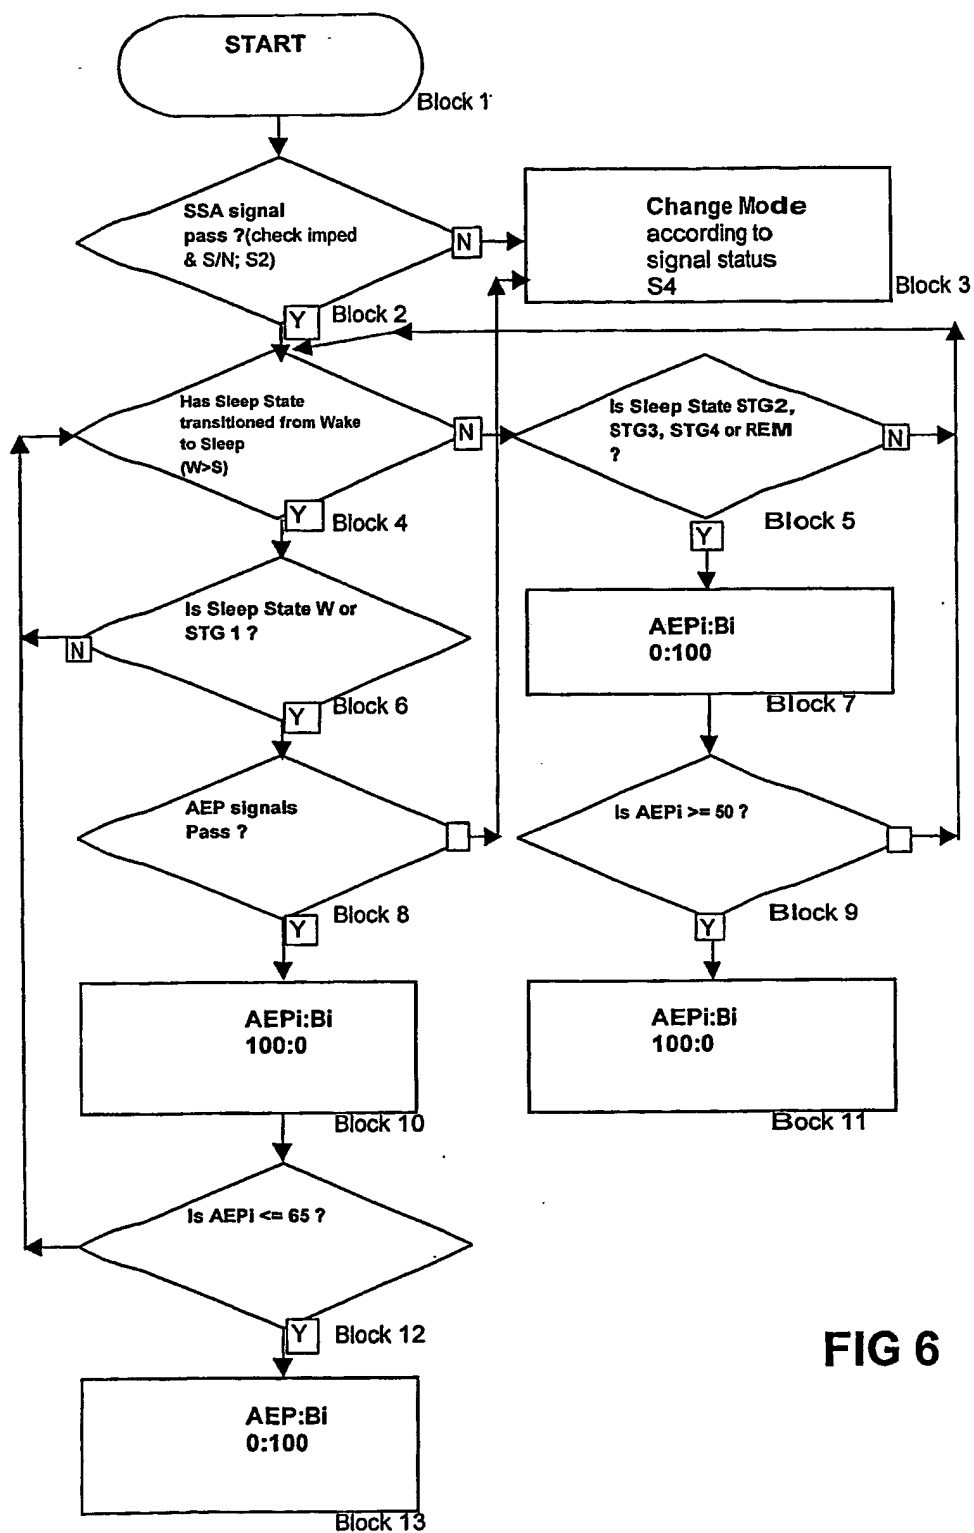 START
Block 1
SSA signal
pass ?(check imped
& S/N; S2)
N
Y
Block 2
Change Mode
according to
signal status
S4
Block 3
Has Sleep State
transitioned from Wake
to Sleep
(W>S)
N
Y
Block 4
Is Sleep State STG2,
STG3, STG4 or REM
?
N
Y
Block 5
Is Sleep State W or
STG 1 ?
N
Y
Block 6
AEPi:Bi
0:100
Block 7
AEP signals
Pass ?
Y
Block 8
Is AEPi >= 50 ?
Y
Block 9
AEPi:Bi
100:0
Block 10
AEPi:Bi
100:0
Bock 11
Is AEPi <= 65 ?
Y
Block 12
AEP:Bi
0:100
Block 13
FIG 6